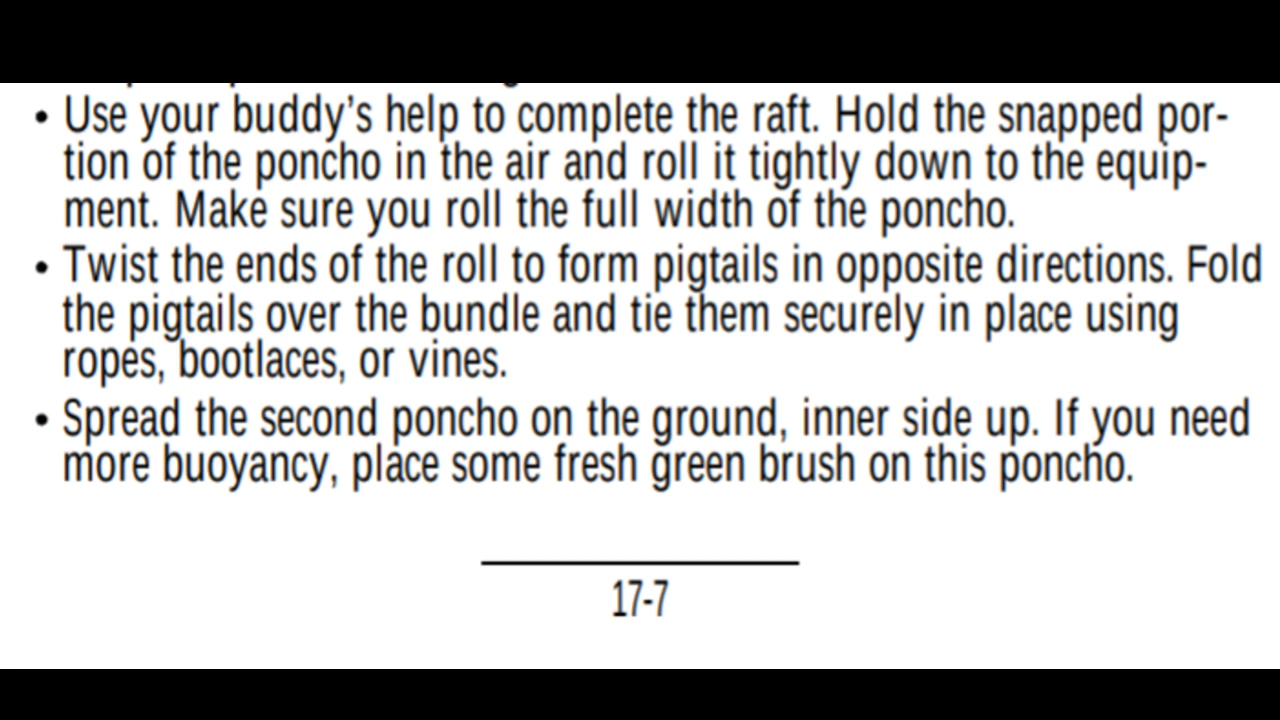 • Use your buddy’s help to complete the raft. Hold the snapped por-
tion of the poncho in the air and roll it tightly down to the equip-
ment. Make sure you roll the full width of the poncho.
• Twist the ends of the roll to form pigtails in opposite directions. Fold
the pigtails over the bundle and tie them securely in place using
ropes, bootlaces, or vines.
• Spread the second poncho on the ground, inner side up. If you need
more buoyancy, place some fresh green brush on this poncho.
17-7